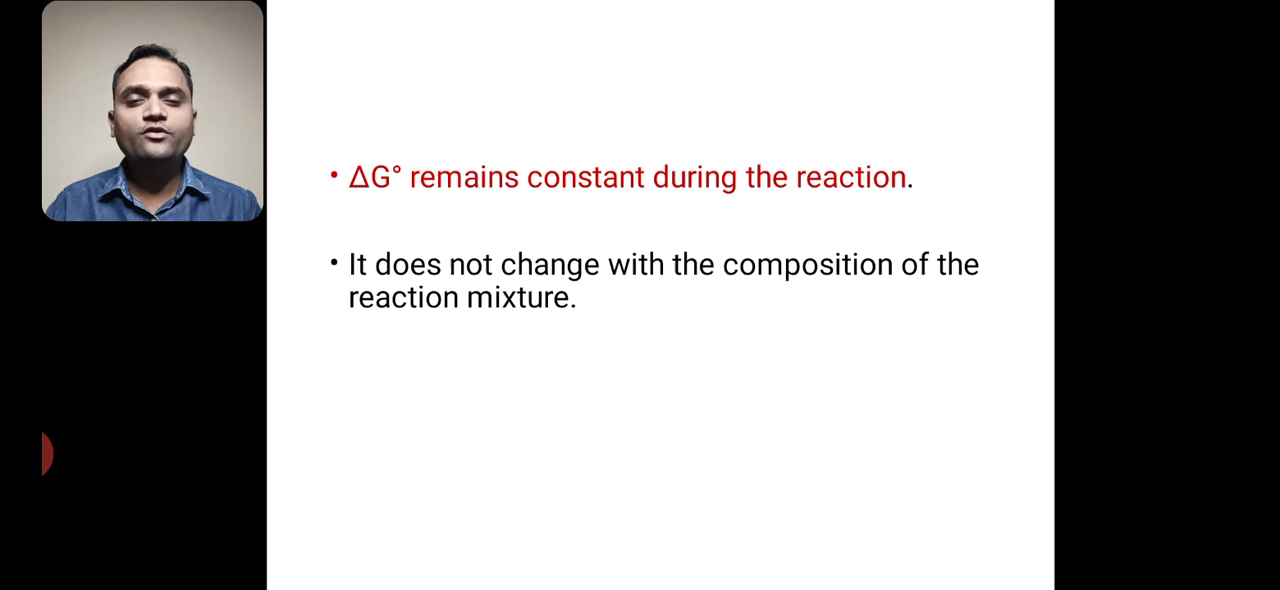 • ΔG° remains constant during the reaction.
• It does not change with the composition of the
reaction mixture.